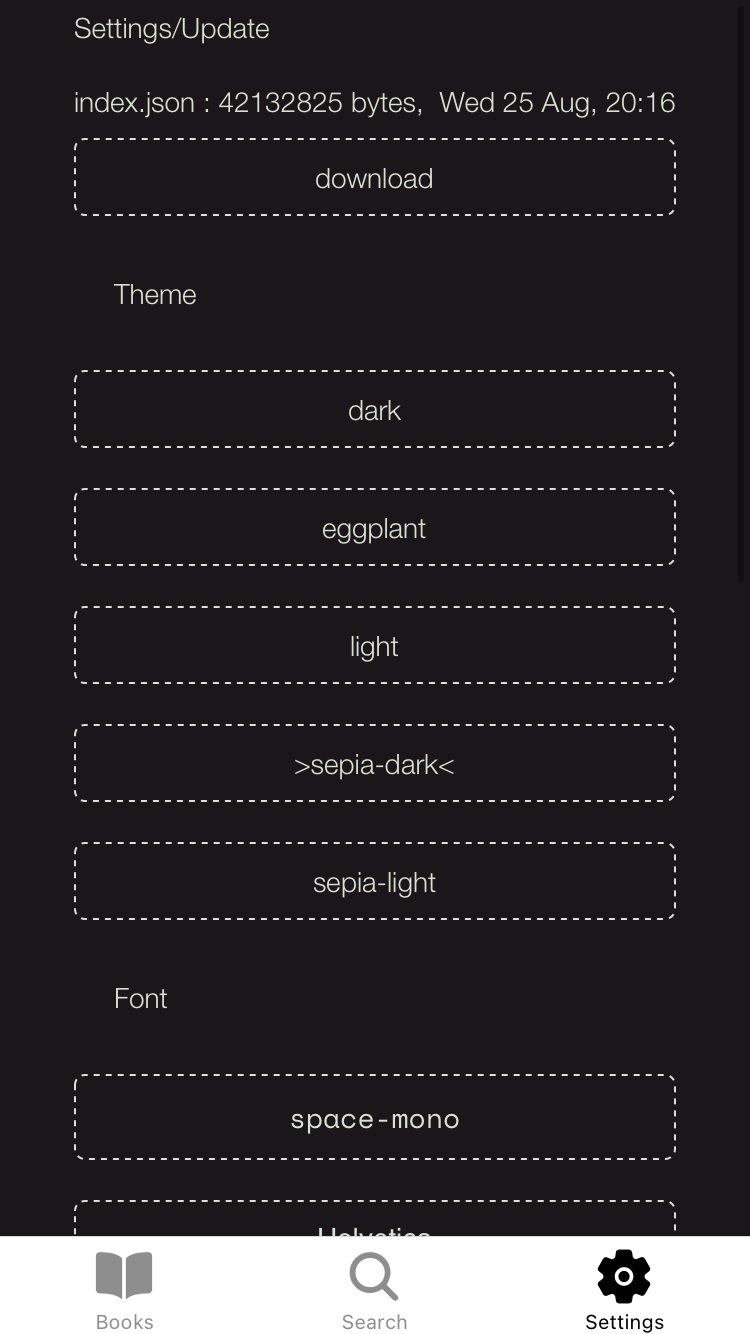 Settings/Update
index.json : 42132825 bytes,  Wed 25 Aug, 20:16
download
Theme
dark
eggplant
light
>sepia-dark<
sepia-light
Font
space-mono
Helvetica
Books
Search
Settings